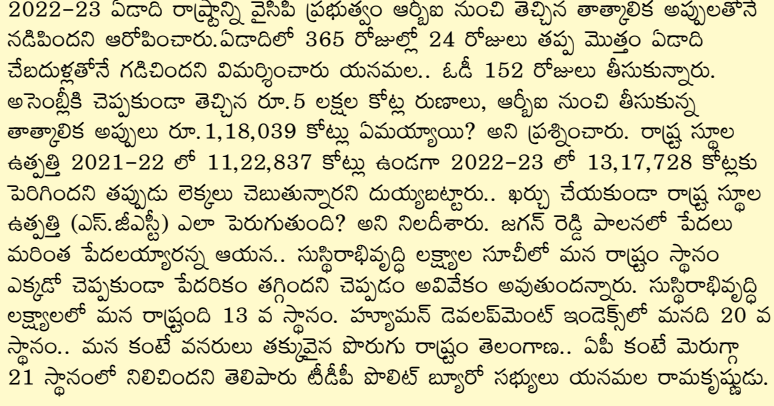 2022-23 ఏడాది రాష్ట్రాన్ని వైసిపి ప్రభుత్వం ఆర్బీఐ నుంచి తెచ్చిన తాత్కాలిక అప్పులతోనే
నడిపిందని ఆరోపించారు.ఏడాదిలో 365 రోజుల్లో 24 రోజులు తప్ప మొత్తం ఏడాది
చేబదుళ్లతోనే గడిచిందని విమర్శించారు యనమల.. ఓడీ 152 రోజులు తీసుకున్నారు.
అసెంబ్లీకి చెప్పకుండా తెచ్చిన రూ.5 లక్షల కోట్ల రుణాలు, ఆర్బీఐ నుంచి తీసుకున్న
తాత్కాలిక అప్పులు రూ.1,18,039 కోట్లు ఏమయ్యాయి? అని ప్రశ్నించారు. రాష్ట్ర స్థూల
ఉత్పత్తి 2021-22 లో 11,22,837 కోట్లు ఉండగా 2022-23 లో 13,17,728 కోట్లకు
పెరిగిందని తప్పుడు లెక్కలు చెబుతున్నారని దుయ్యబట్టారు.. ఖర్చు చేయకుండా రాష్ట్ర స్థూల
ఉత్పత్తి (ఎస్.జీఎస్టీ) ఎలా పెరుగుతుంది? అని నిలదీశారు. జగన్ రెడ్డి పాలనలో పేదలు
మరింత పేదలయ్యారన్న ఆయన.. సుస్థిరాభివృద్ధి లక్ష్యాల సూచీలో మన రాష్ట్రం స్థానం
ఎక్కడో చెప్పకుండా పేదరికం తగ్గిందని చెప్పడం అవివేకం అవుతుందన్నారు. సుస్థిరాభివృద్ధి
లక్ష్యాలలో మన రాష్ట్రంది 13 వ స్థానం. హ్యూమన్ డెవలప్‌మెంట్ ఇండెక్స్‌లో మనది 20 వ
స్థానం.. మన కంటే వనరులు తక్కువైన పొరుగు రాష్ట్రం తెలంగాణ.. ఏపీ కంటే మెరుగ్గా
21 స్థానంలో నిలిచిందని తెలిపారు టీడీపీ పొలిట్ బ్యూరో సభ్యులు యనమల రామకృష్ణుడు.